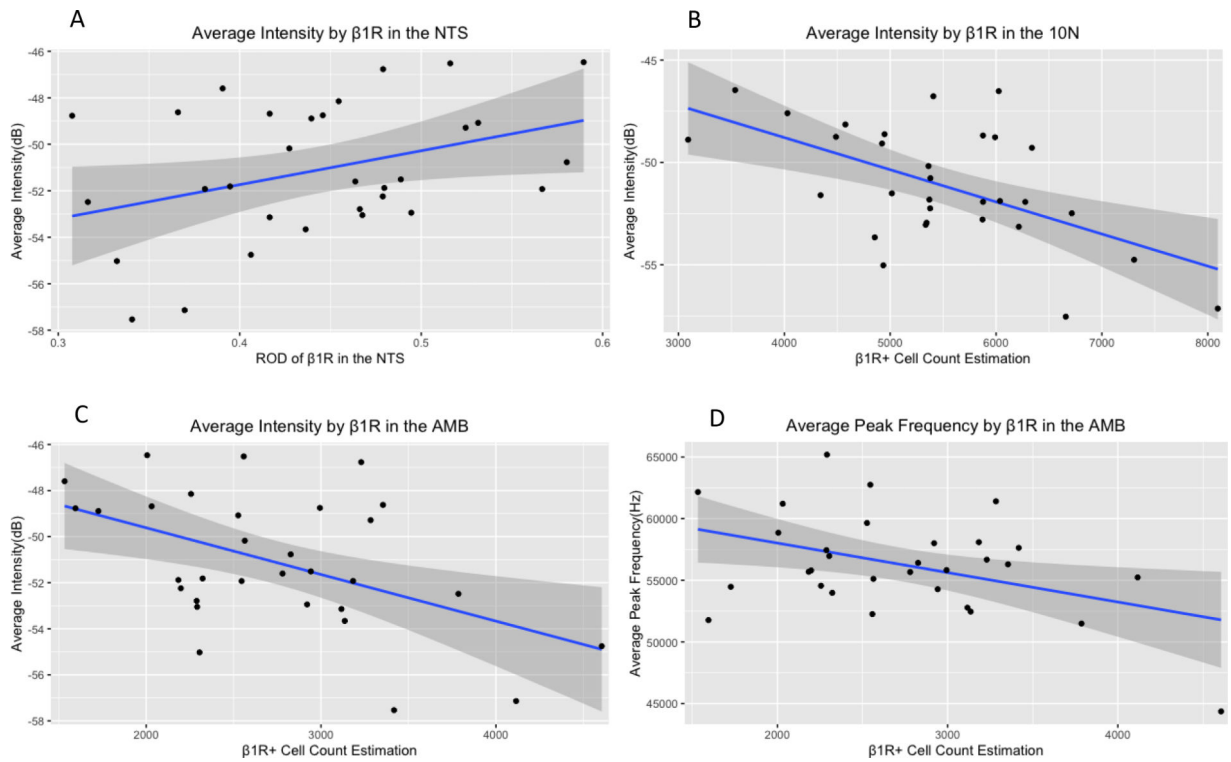 A
Average Intensity by β1R in the NTS
Average Intensity(dB)
-46
-48
-50
-52
-54
-56
-58
0.3 0.4 0.5 0.6
ROD of β1R in the NTS
B
Average Intensity by β1R in the 10N
Average Intensity(dB)
-45
-50
-55
3000 4000 5000 6000 7000 8000
β1R+ Cell Count Estimation
C
Average Intensity by β1R in the AMB
Average Intensity(dB)
-46
-48
-50
-52
-54
-56
-58
2000 3000 4000
β1R+ Cell Count Estimation
D
Average Peak Frequency by β1R in the AMB
Average Peak Frequency(Hz)
65000
60000
55000
50000
45000
2000 3000 4000
β1R+ Cell Count Estimation